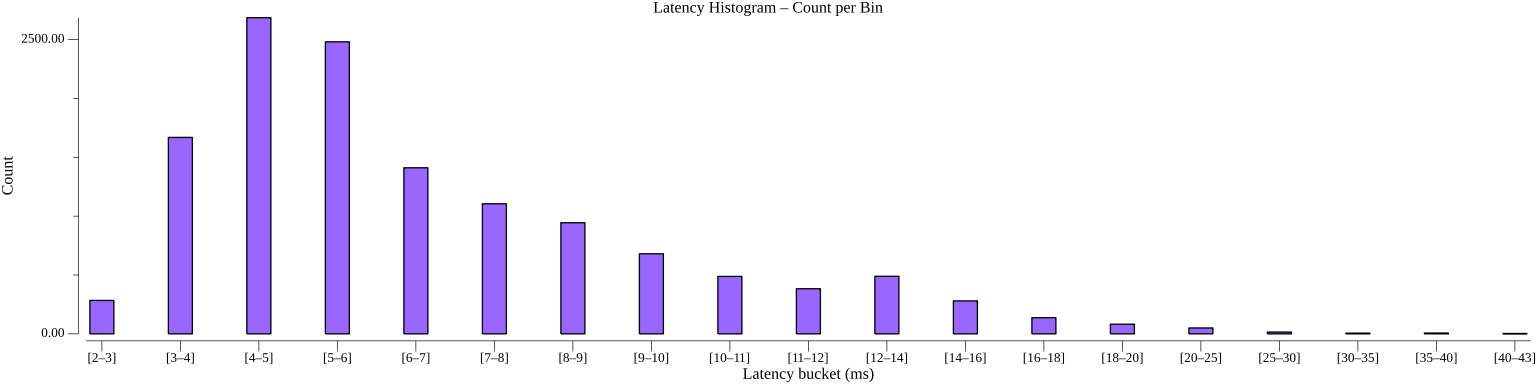 Latency Histogram – Count per Bin
2500.00
Count
0.00
[2–3] [3–4] [4–5] [5–6] [6–7] [7–8] [8–9] [9–10] [10–11] [11–12] [12–14] [14–16] [16–18] [18–20] [20–25] [25–30] [30–35] [35–40] [40–43]
Latency bucket (ms)